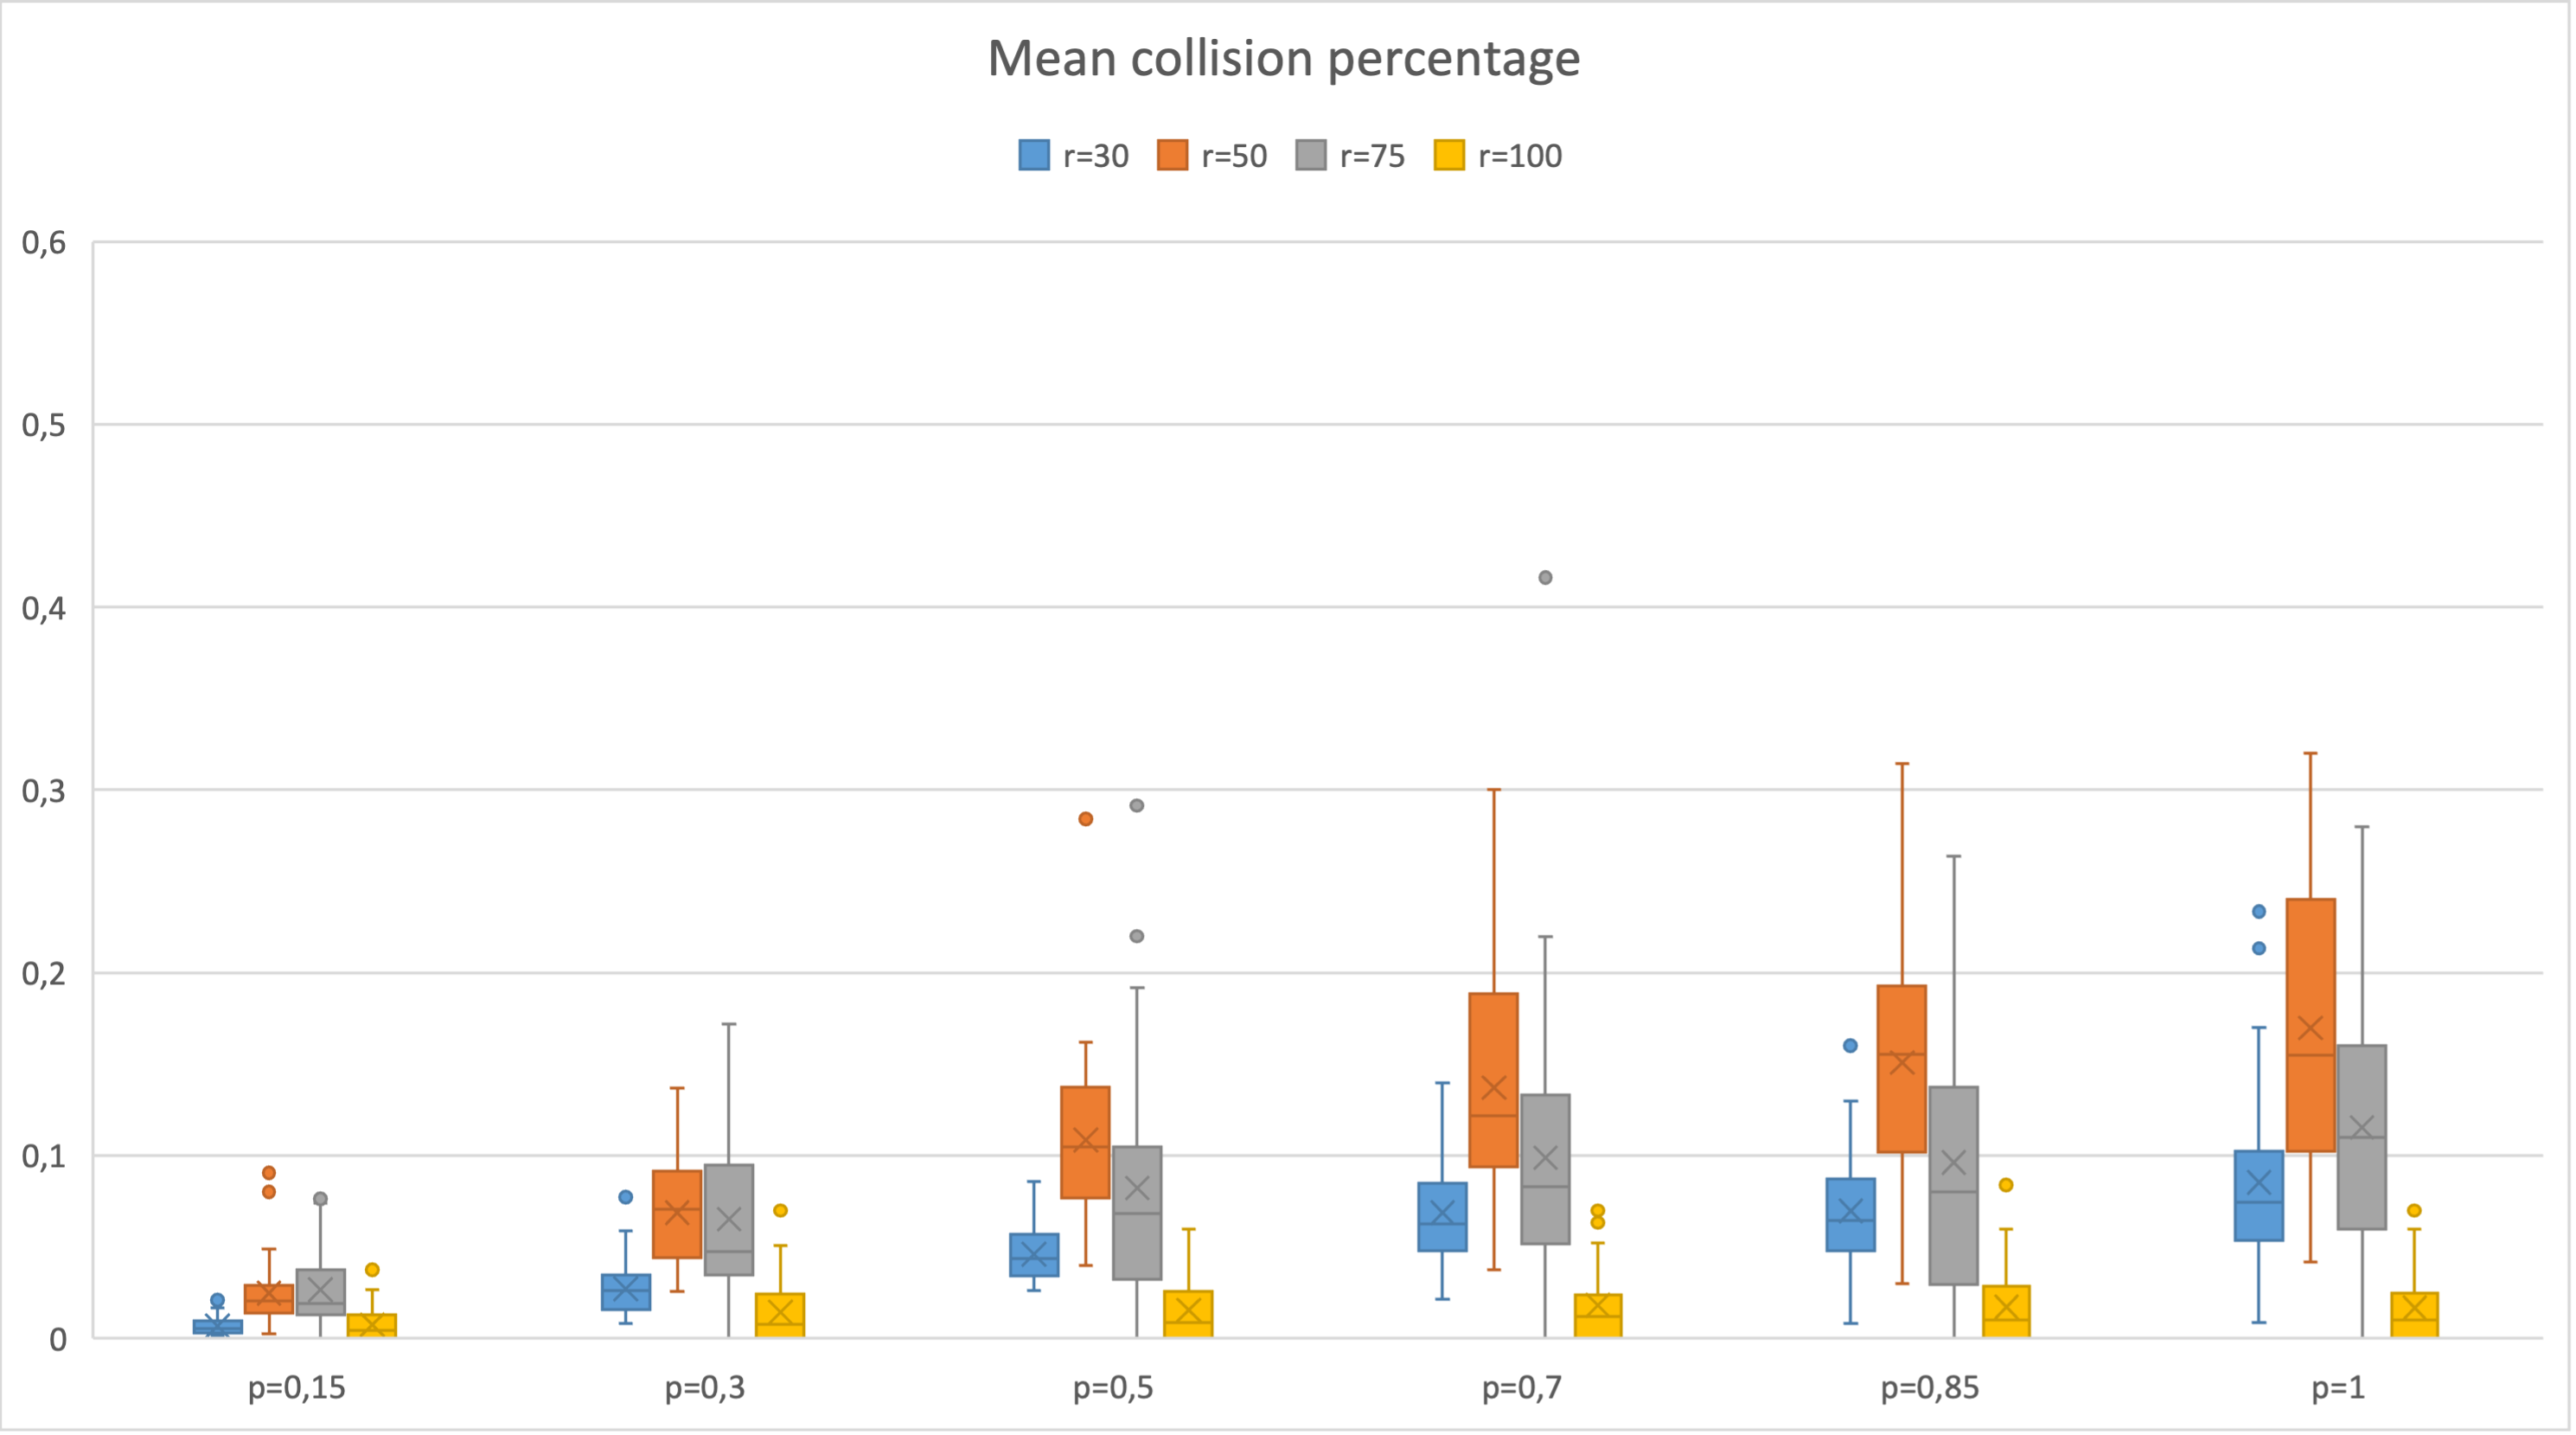 Mean collision percentage
r=30 r=50 r=75 r=100
0,6
0,5
0,4
0,3
0,2
0,1
0
p=0,15 p=0,3 p=0,5 p=0,7 p=0,85 p=1